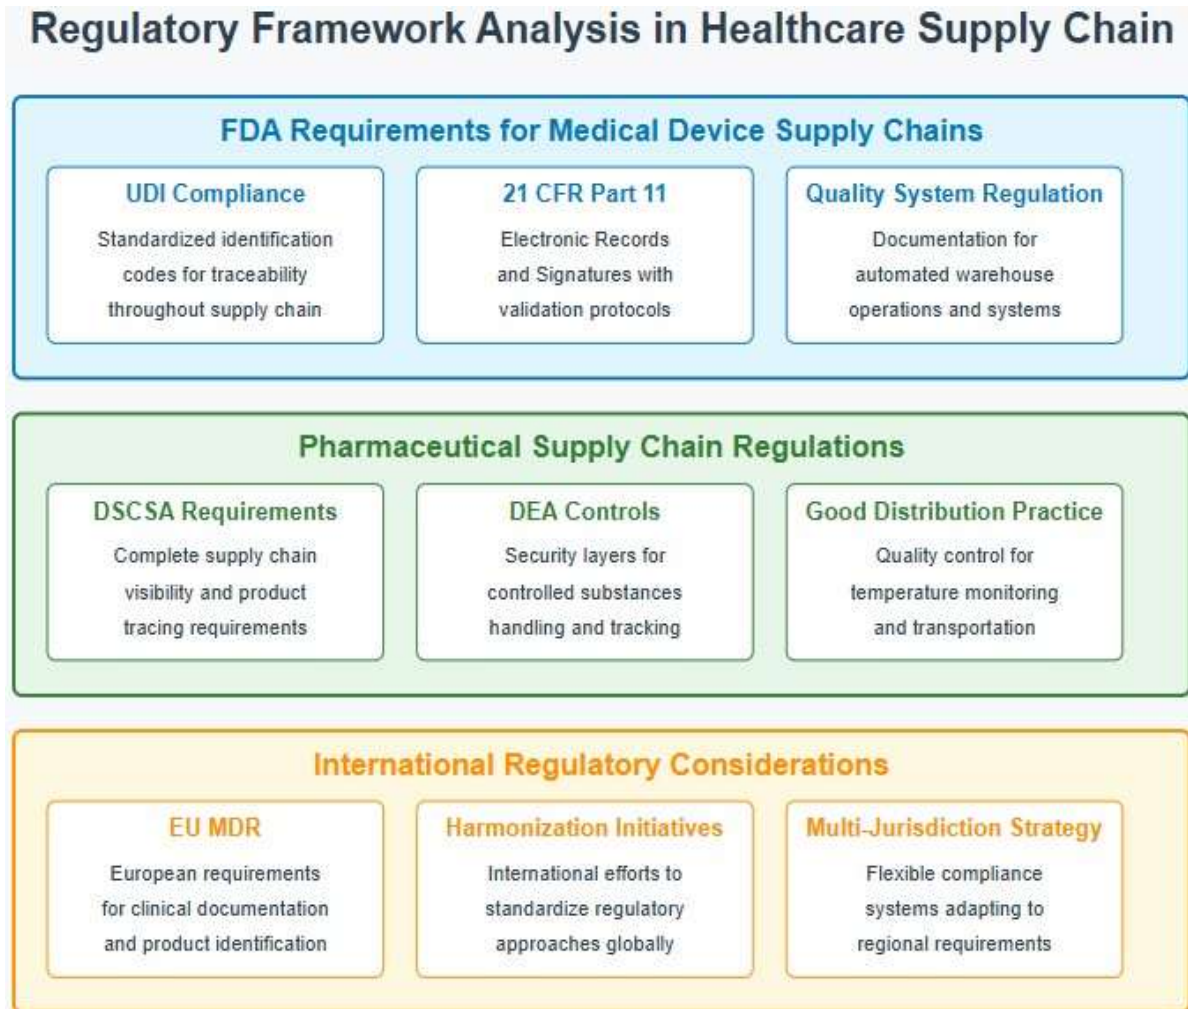 Regulatory Framework Analysis in Healthcare Supply Chain
FDA Requirements for Medical Device Supply Chains
UDI Compliance
Standardized identification
codes for traceability
throughout supply chain
21 CFR Part 11
Electronic Records
and Signatures with
validation protocols
Quality System Regulation
Documentation for
automated warehouse
operations and systems
Pharmaceutical Supply Chain Regulations
DSCSA Requirements
Complete supply chain
visibility and product
tracing requirements
DEA Controls
Security layers for
controlled substances
handling and tracking
Good Distribution Practice
Quality control for
temperature monitoring
and transportation
International Regulatory Considerations
EU MDR
European requirements
for clinical documentation
and product identification
Harmonization Initiatives
International efforts to
standardize regulatory
approaches globally
Multi-Jurisdiction Strategy
Flexible compliance
systems adapting to
regional requirements